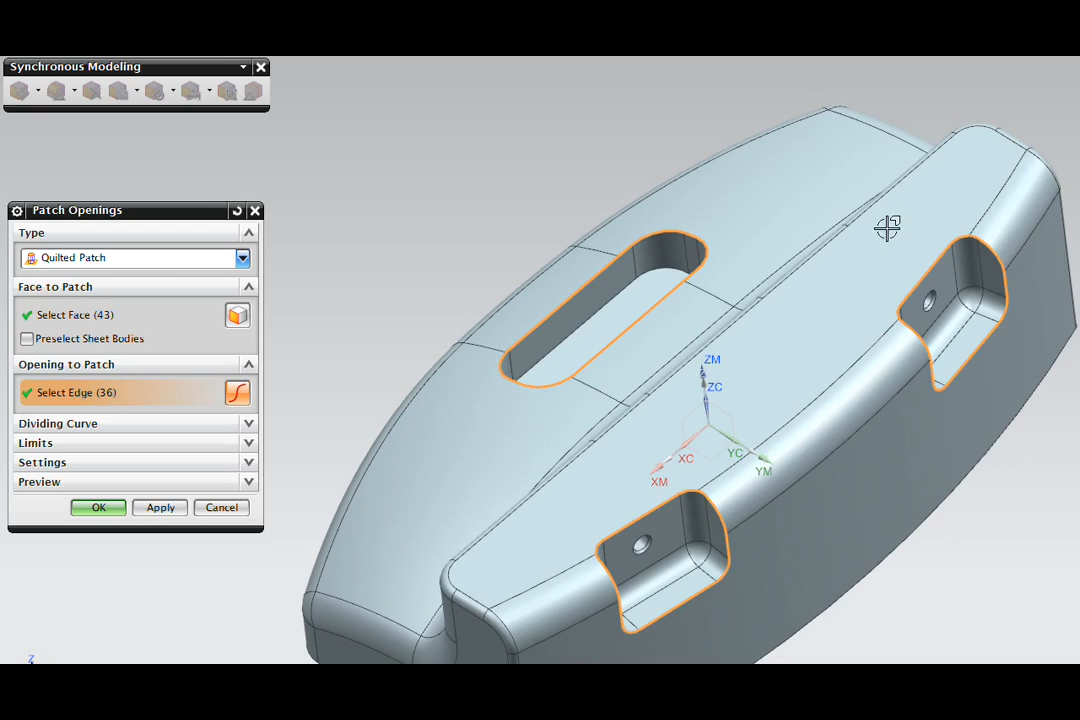 Synchronous Modeling
Patch Openings
Type
Quilted Patch
Face to Patch
Select Face (43)
Preselect Sheet Bodies
Opening to Patch
Select Edge (36)
Dividing Curve
Limits
Settings
Preview
OK Apply Cancel
ZM
ZC
XC
YC
XM
YM
Z